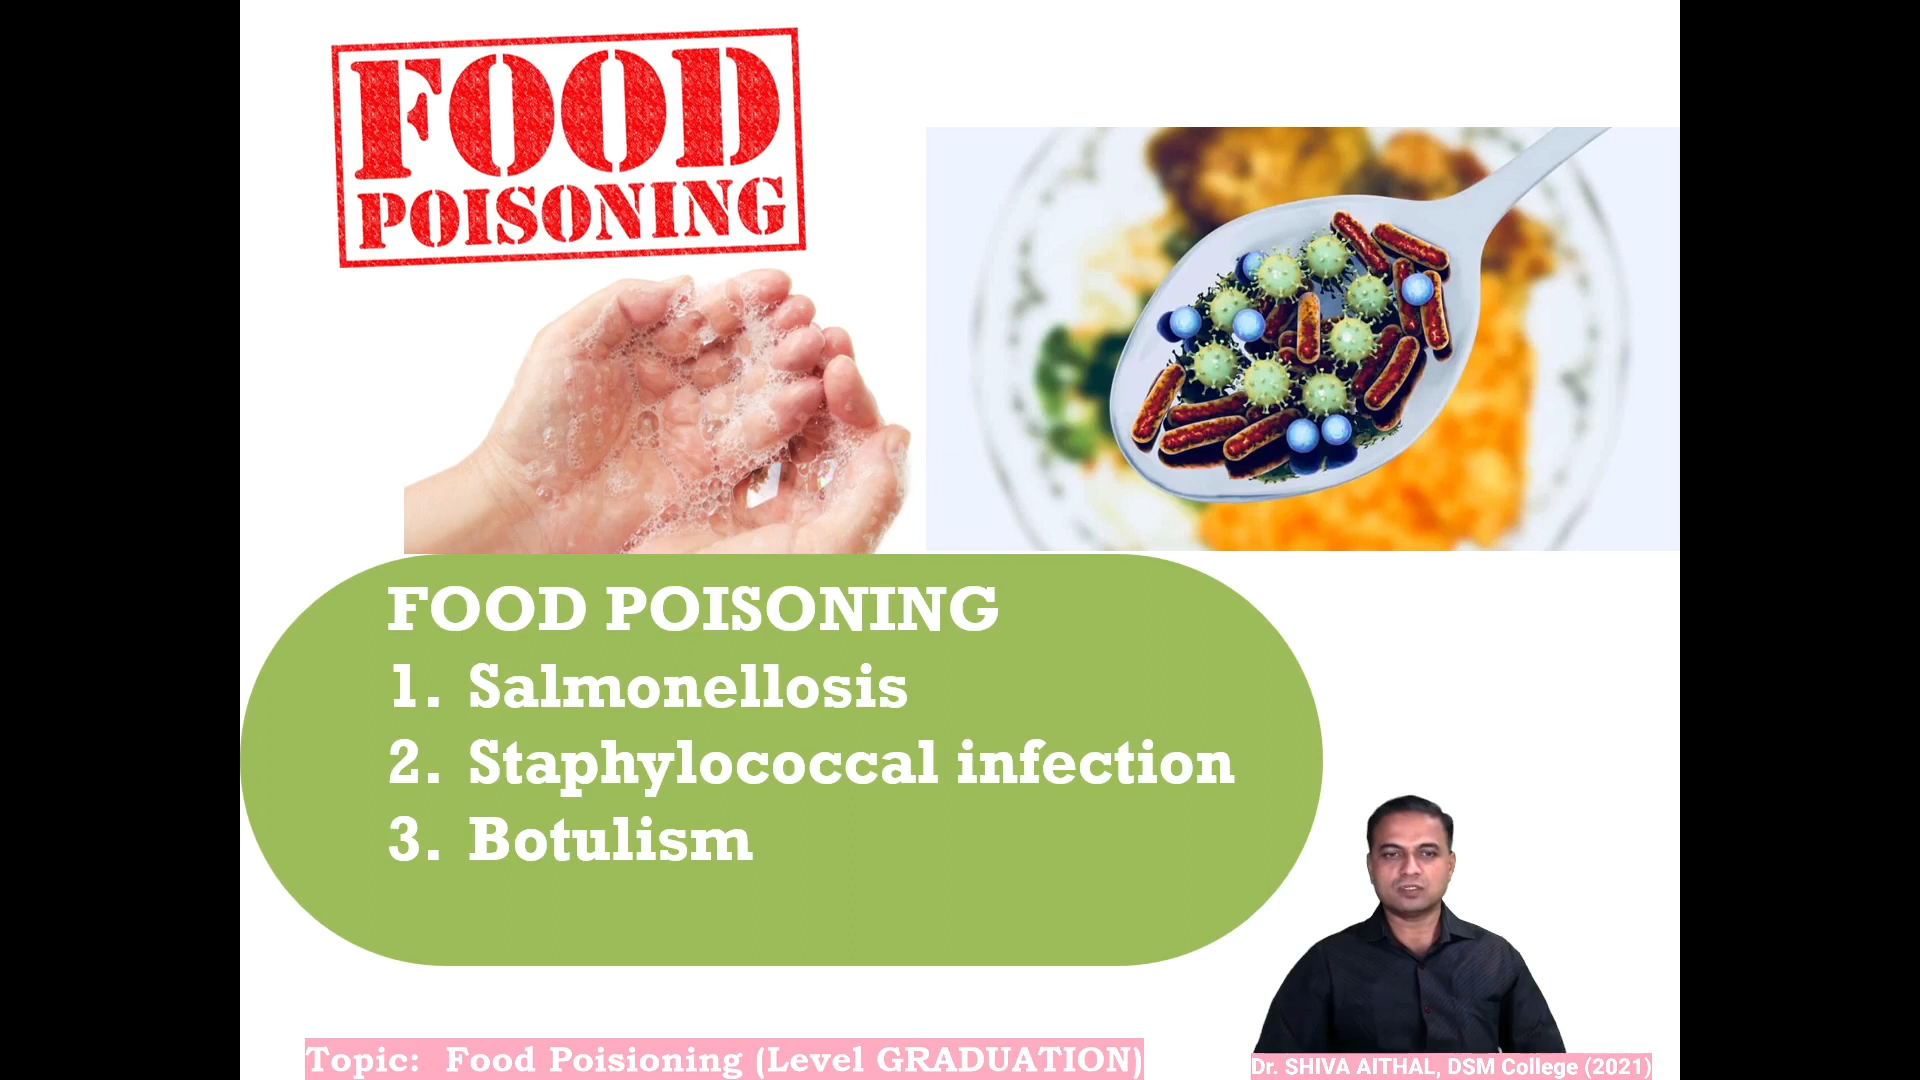 FOOD
POISONING
FOOD POISONING
1. Salmonellosis
2. Staphylococcal infection
3. Botulism
Topic: Food Poisioning (Level GRADUATION)
Dr. SHIVA AITHAL, DSM College (2021)